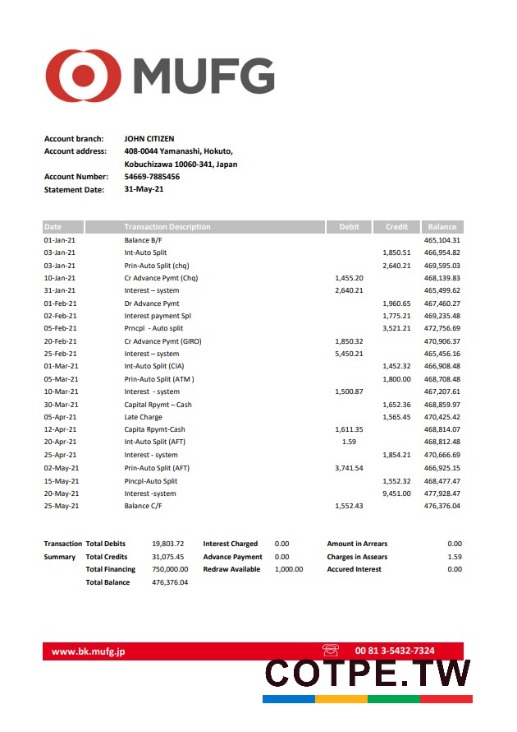 MUFG
Account branch: JOHN CITIZEN
Account address: 408-0044 Yamanashi, Hokuto,
Kobuchizawa 10060-341, Japan
Account Number: 54669-7885456
Statement Date: 31-May-21
Date Transaction Description Debit Credit Balance
01-Jan-21 Balance B/F 465,104.31
03-Jan-21 Int-Auto Split 1,850.51 466,954.82
03-Jan-21 Prin-Auto Split (chq) 2,640.21 469,595.03
10-Jan-21 Cr Advance Pymt (Chq) 1,455.20 468,139.83
31-Jan-21 Interest – system 2,640.21 465,499.62
01-Feb-21 Dr Advance Pymt 1,960.65 467,460.27
02-Feb-21 Interest payment Spl 1,775.21 469,235.48
05-Feb-21 Prncpl - Auto split 3,521.21 472,756.69
20-Feb-21 Cr Advance Pymt (GIRO) 1,850.32 470,906.37
25-Feb-21 Interest – system 5,450.21 465,456.16
01-Mar-21 Int-Auto Split (CIA) 1,452.32 466,908.48
05-Mar-21 Prin-Auto Split (ATM ) 1,800.00 468,708.48
10-Mar-21 Interest - system 1,500.87 467,207.61
30-Mar-21 Capital Rpymt – Cash 1,652.36 468,859.97
05-Apr-21 Late Charge 1,565.45 470,425.42
12-Apr-21 Capita Rpymt-Cash 1,611.35 468,814.07
20-Apr-21 Int-Auto Split (AFT) 1.59 468,812.48
25-Apr-21 Interest - system 1,854.21 470,666.69
02-May-21 Prin-Auto Split (AFT) 3,741.54 466,925.15
15-May-21 Pincpl-Auto Split 1,552.32 468,477.47
20-May-21 Interest -system 9,451.00 477,928.47
25-May-21 Balance C/F 1,552.43 476,376.04
Transaction Total Debits 19,803.72 Interest Charged 0.00 Amount in Arrears 0.00
Summary Total Credits 31,075.45 Advance Payment 0.00 Charges in Assears 1.59
Total Financing 750,000.00 Redraw Available 1,000.00 Accured Interest 0.00
Total Balance 476,376.04
www.bk.mufg.jp 00 81 3-5432-7324
COTPE.TW